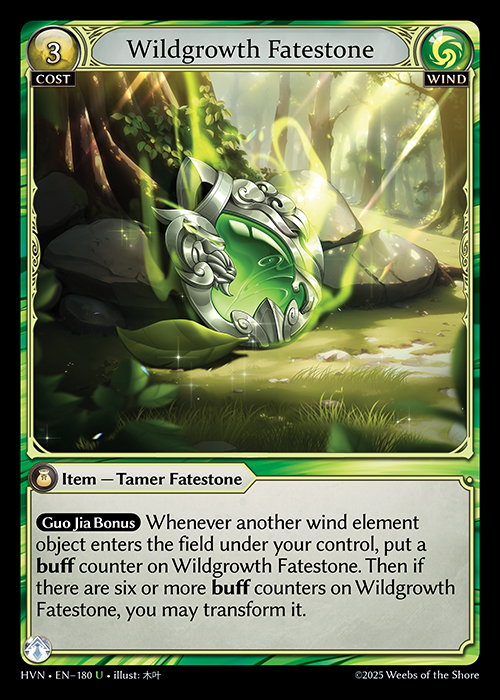 3
COST
Wildgrowth Fatestone
WIND
Item — Tamer Fatestone
Guo Jia Bonus Whenever another wind element
object enters the field under your control, put a
buff counter on Wildgrowth Fatestone. Then if
there are six or more buff counters on Wildgrowth
Fatestone, you may transform it.
HVN • EN-180 U • illust: 木叶
©2025 Weebs of the Shore